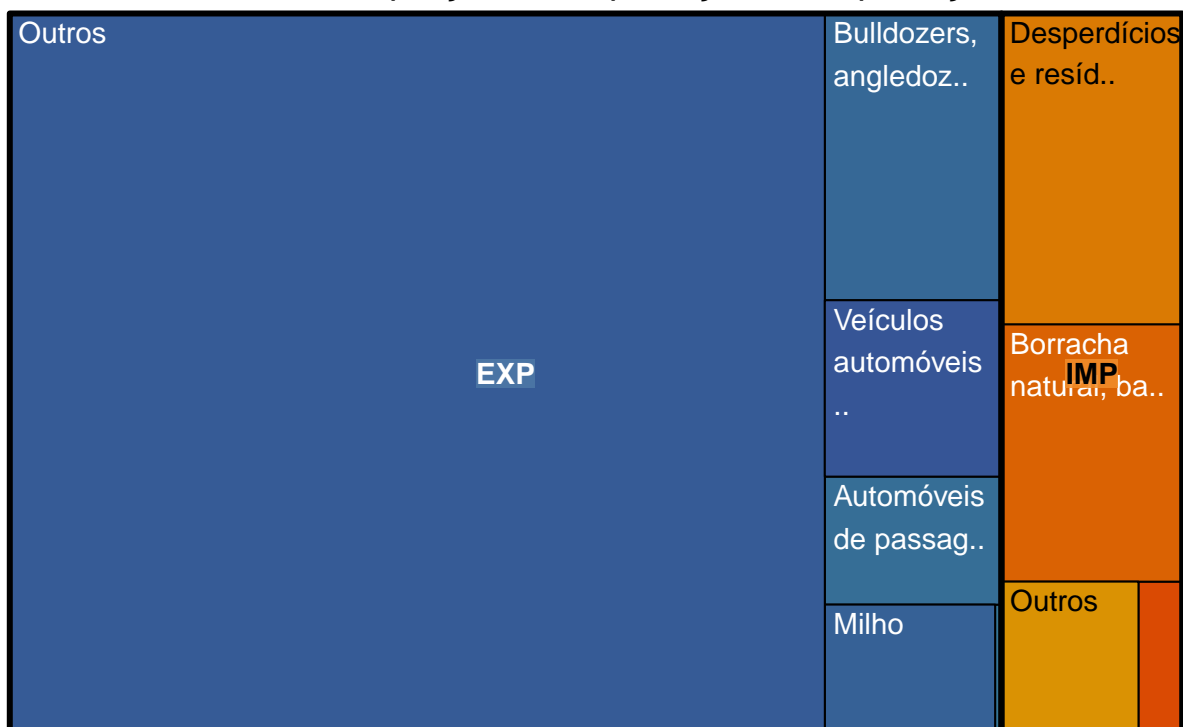 Outros
EXP
Bulldozers,
angledoz..
Veículos
automóveis
..
Automóveis
de passag..
Milho
Desperdícios
e resíd..
Borracha
natural, ba..
IMP
Outros